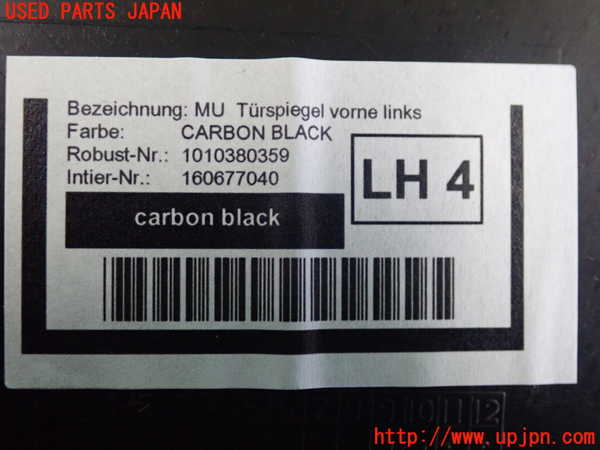 USED PARTS JAPAN
Bezeichnung: MU Türspiegel vorne links
Farbe: CARBON BLACK
Robust-Nr.: 1010380359
Intier-Nr.: 160677040
LH 4
carbon black
http://www.upjpn.com/